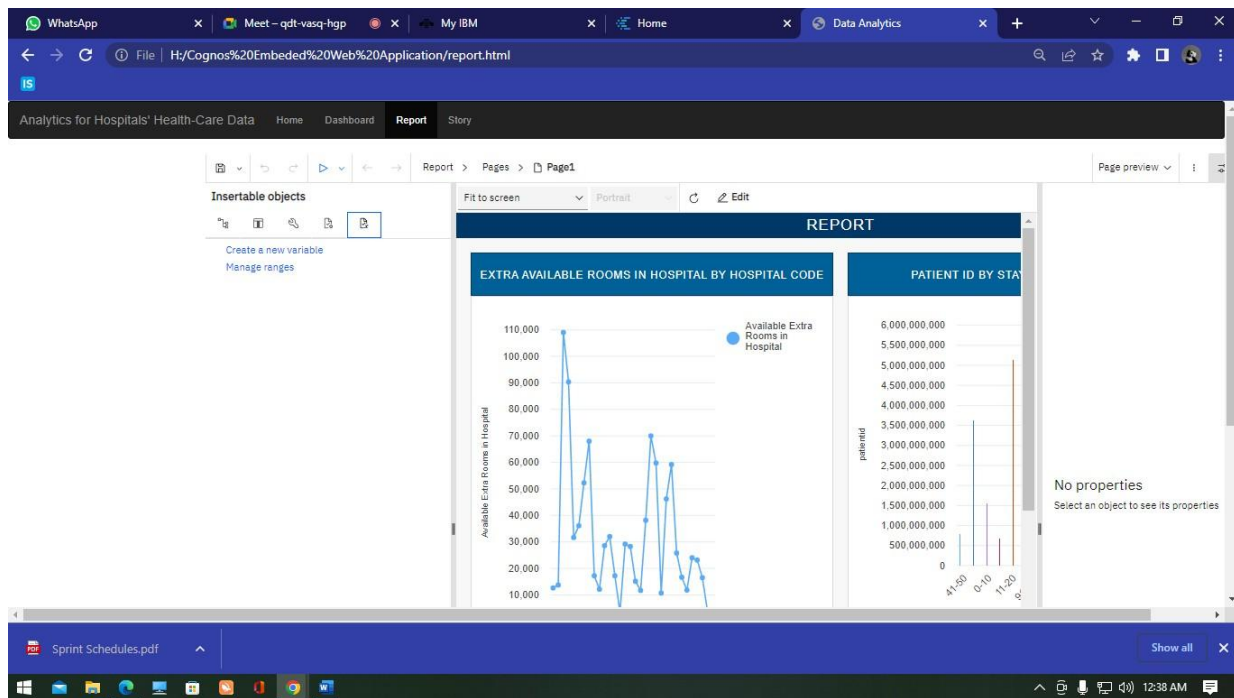 WhatsApp
Meet – qdt-vasq-hgp
My IBM
Home
Data Analytics
File | H:/Cognos%20Embeded%20Web%20Application/report.html
IS
Analytics for Hospitals' Health-Care Data Home Dashboard Report Story
Report > Pages > Page1
Page preview
Insertable objects
Create a new variable
Manage ranges
Fit to screen
Portrait
Edit
REPORT
EXTRA AVAILABLE ROOMS IN HOSPITAL BY HOSPITAL CODE
Available Extra Rooms in Hospital
110,000
100,000
90,000
80,000
70,000
60,000
50,000
40,000
30,000
20,000
10,000
Available Extra
Rooms in
Hospital
PATIENT ID BY STA
patientid
6,000,000,000
5,500,000,000
5,000,000,000
4,500,000,000
4,000,000,000
3,500,000,000
3,000,000,000
2,500,000,000
2,000,000,000
1,500,000,000
1,000,000,000
500,000,000
0
41-50
0-10
11-20
No properties
Select an object to see its properties
PDF
Sprint Schedules.pdf
Show all
12:38 AM